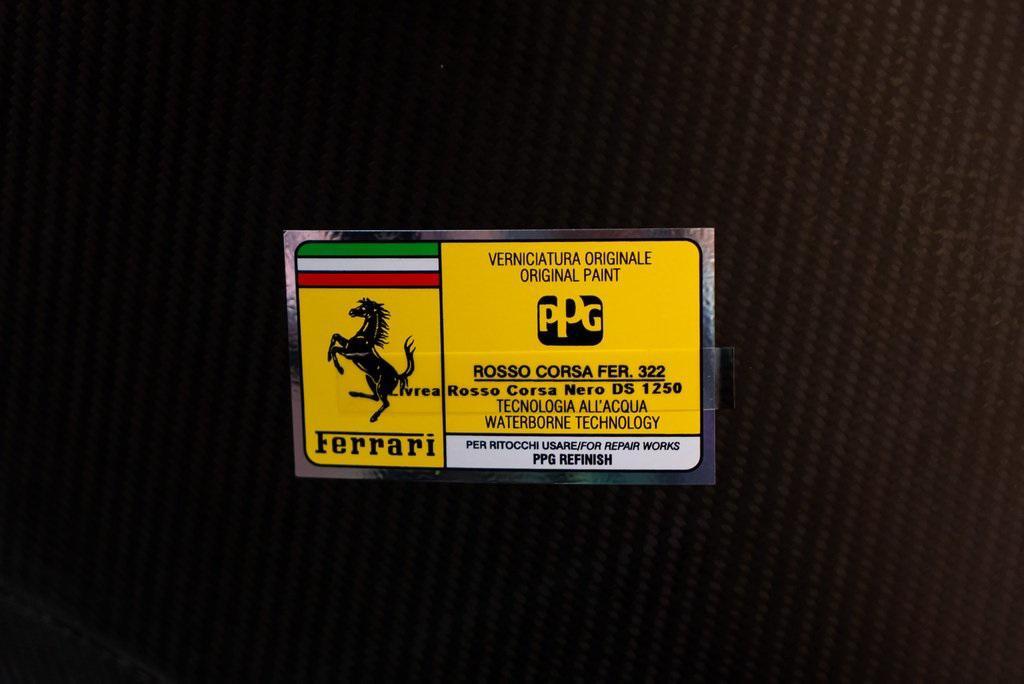 VERNICIATURA ORIGINALE
ORIGINAL PAINT
PPG
ROSSO CORSA FER. 322
Livrea Rosso Corsa Nero DS 1250
TECNOLOGIA ALL'ACQUA
WATERBORNE TECHNOLOGY
Ferrari
PER RITOCCHI USARE/FOR REPAIR WORKS
PPG REFINISH